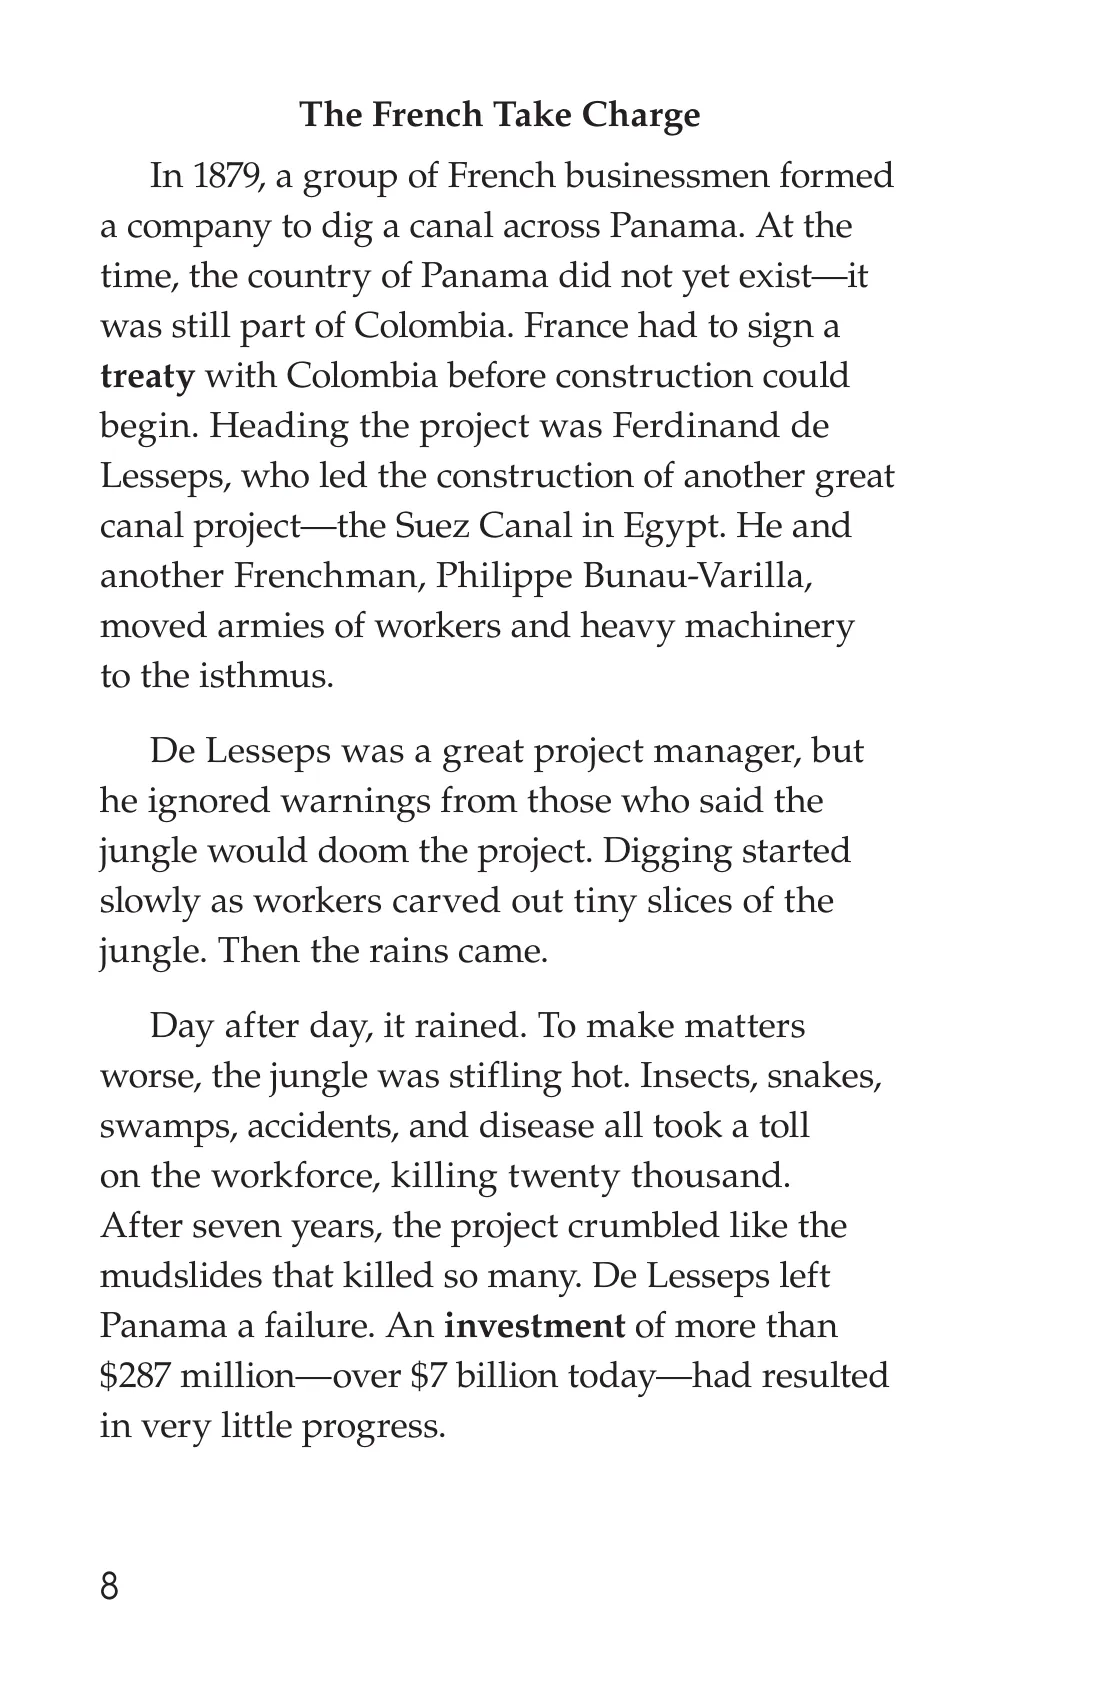 The French Take Charge
In 1879, a group of French businessmen formed
a company to dig a canal across Panama. At the
time, the country of Panama did not yet exist—it
was still part of Colombia. France had to sign a
treaty with Colombia before construction could
begin. Heading the project was Ferdinand de
Lesseps, who led the construction of another great
canal project—the Suez Canal in Egypt. He and
another Frenchman, Philippe Bunau-Varilla,
moved armies of workers and heavy machinery
to the isthmus.
De Lesseps was a great project manager, but
he ignored warnings from those who said the
jungle would doom the project. Digging started
slowly as workers carved out tiny slices of the
jungle. Then the rains came.
Day after day, it rained. To make matters
worse, the jungle was stifling hot. Insects, snakes,
swamps, accidents, and disease all took a toll
on the workforce, killing twenty thousand.
After seven years, the project crumbled like the
mudslides that killed so many. De Lesseps left
Panama a failure. An investment of more than
$287 million—over $7 billion today—had resulted
in very little progress.
8